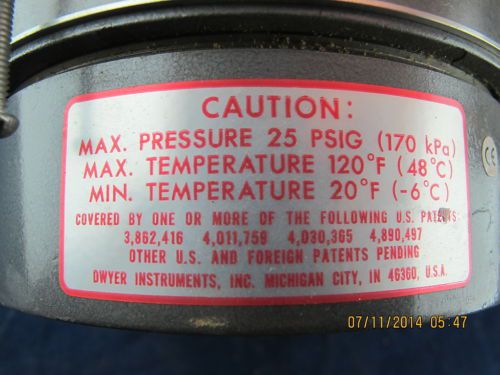 CAUTION:
MAX. PRESSURE 25 PSIG (170 kPa)
MAX. TEMPERATURE 120°F (48°C)
MIN. TEMPERATURE 20°F (-6°C)
COVERED BY ONE OR MORE OF THE FOLLOWING U.S. PATENTS:
3,862,416 4,011,759 4,030,365 4,890,497
OTHER U.S. AND FOREIGN PATENTS PENDING
DWYER INSTRUMENTS, INC. MICHIGAN CITY, IN 46360, U.S.A.
07/11/2014 05:47